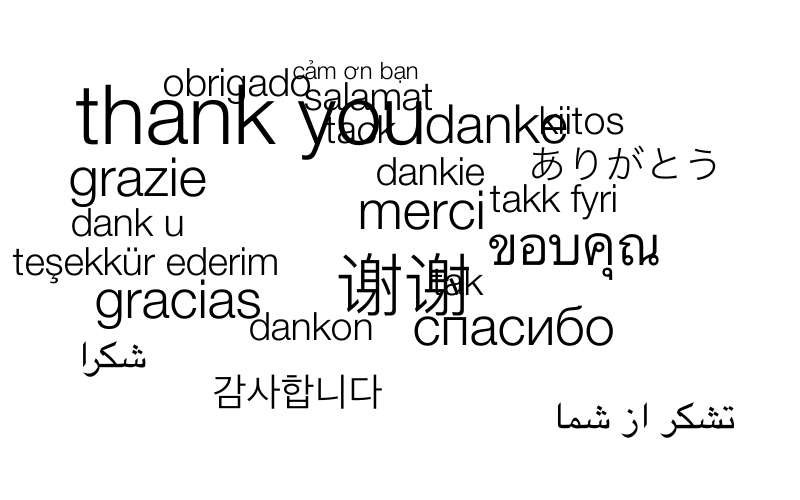 cảm ơn bạn
obrigado
salamat
thank you
tack
danke
kiitos
ありがとう
dankie
grazie
takk fyri
merci
dank u
ขอบคุณ
teşekkür ederim
谢谢
tak
gracias
dankon
спасибо
شكرا
감사합니다
تشکر از شما